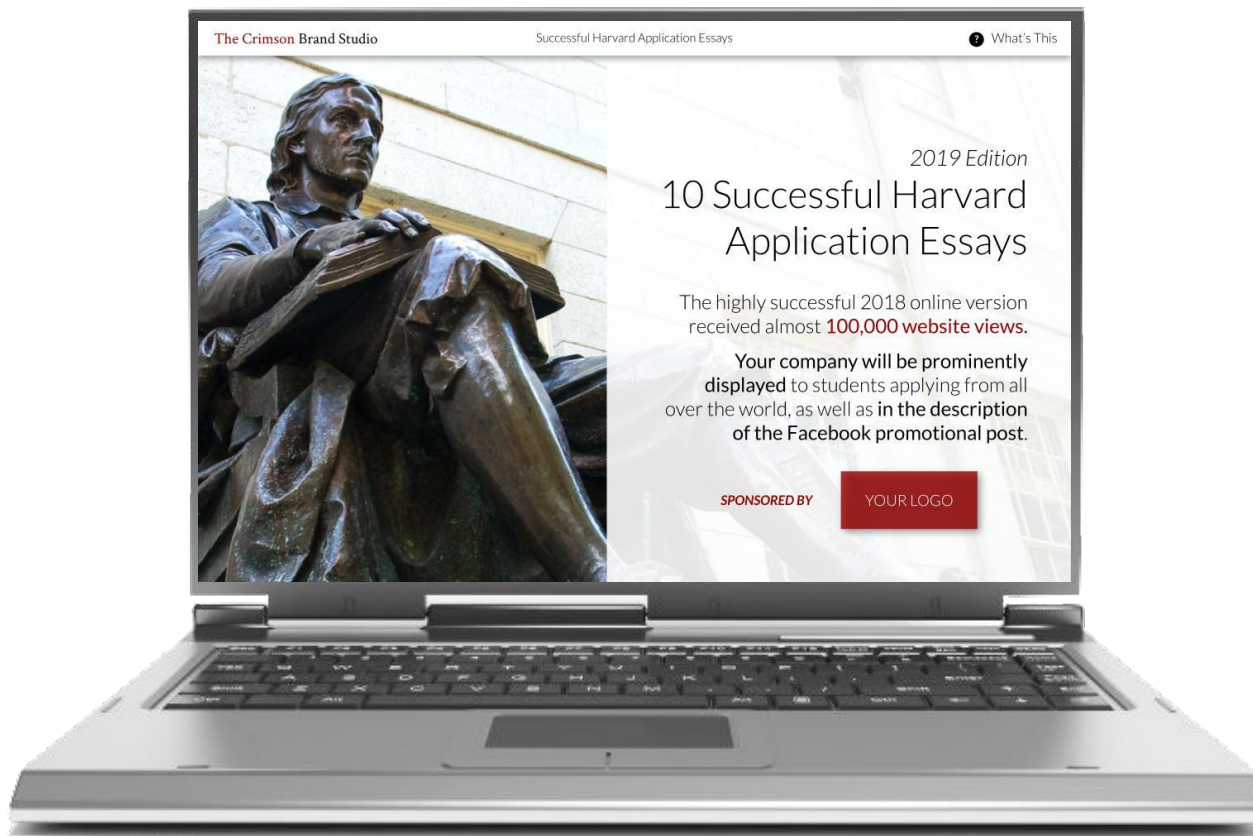 The Crimson Brand Studio
Successful Harvard Application Essays
? What's This
2019 Edition
10 Successful Harvard
Application Essays
The highly successful 2018 online version
received almost 100,000 website views.
Your company will be prominently
displayed to students applying from all
over the world, as well as in the description
of the Facebook promotional post.
SPONSORED BY
YOUR LOGO